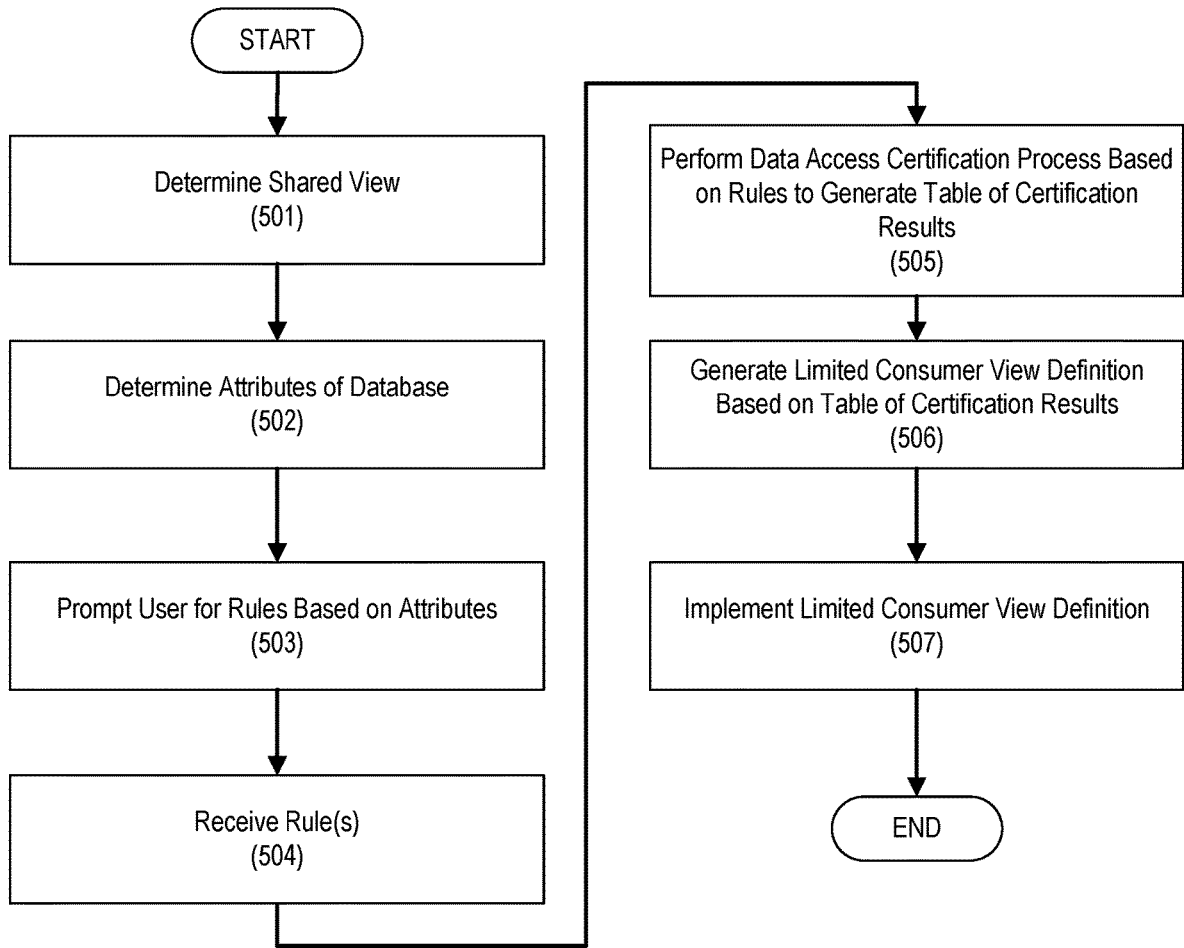 START
Determine Shared View
(501)
Determine Attributes of Database
(502)
Prompt User for Rules Based on Attributes
(503)
Receive Rule(s)
(504)
Perform Data Access Certification Process Based
on Rules to Generate Table of Certification
Results
(505)
Generate Limited Consumer View Definition
Based on Table of Certification Results
(506)
Implement Limited Consumer View Definition
(507)
END